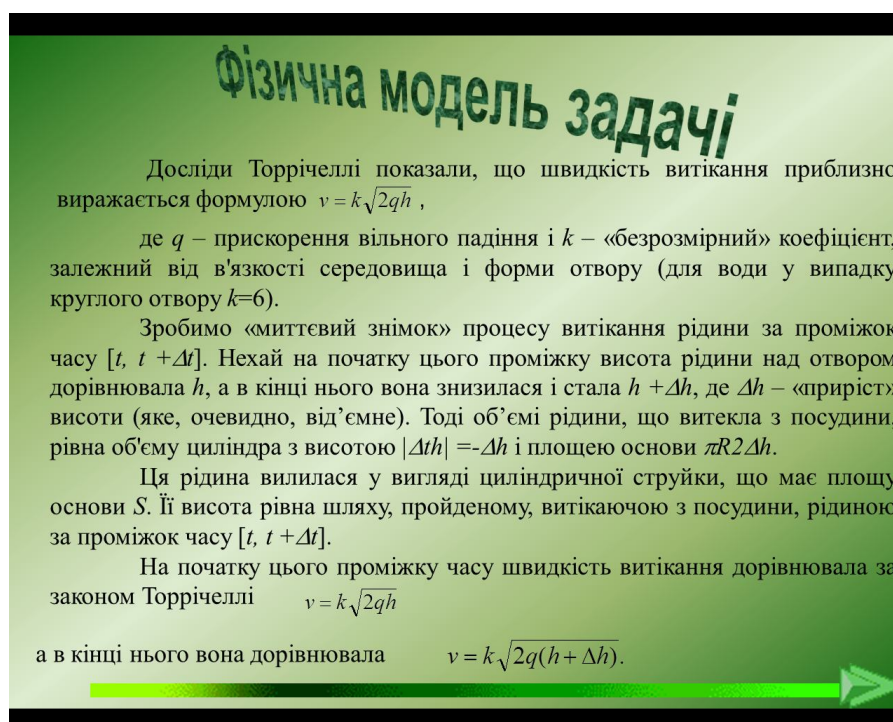 Фізична модель задачі
Досліди Торрічеллі показали, що швидкість витікання приблизно
виражається формулою v = k√2qh ,
де q – прискорення вільного падіння і k – «безрозмірний» коефіцієнт,
залежний від в'язкості середовища і форми отвору (для води у випадку
круглого отвору k=6).
Зробимо «миттєвий знімок» процесу витікання рідини за проміжок
часу [t, t +Δt]. Нехай на початку цього проміжку висота рідини над отвором
дорівнювала h, а в кінці нього вона знизилася і стала h +Δh, де Δh – «приріст»
висоти (яке, очевидно, від’ємне). Тоді об’ємі рідини, що витекла з посудини,
рівна об'єму циліндра з висотою |Δth| =-Δh і площею основи πR2Δh.
Ця рідина вилилася у вигляді циліндричної струйки, що має площу
основи S. Її висота рівна шляху, пройденому, витікаючою з посудини, рідиною
за проміжок часу [t, t +Δt].
На початку цього проміжку часу швидкість витікання дорівнювала за
законом Торрічеллі v = k√2qh
а в кінці нього вона дорівнювала v = k√2q(h + Δh).